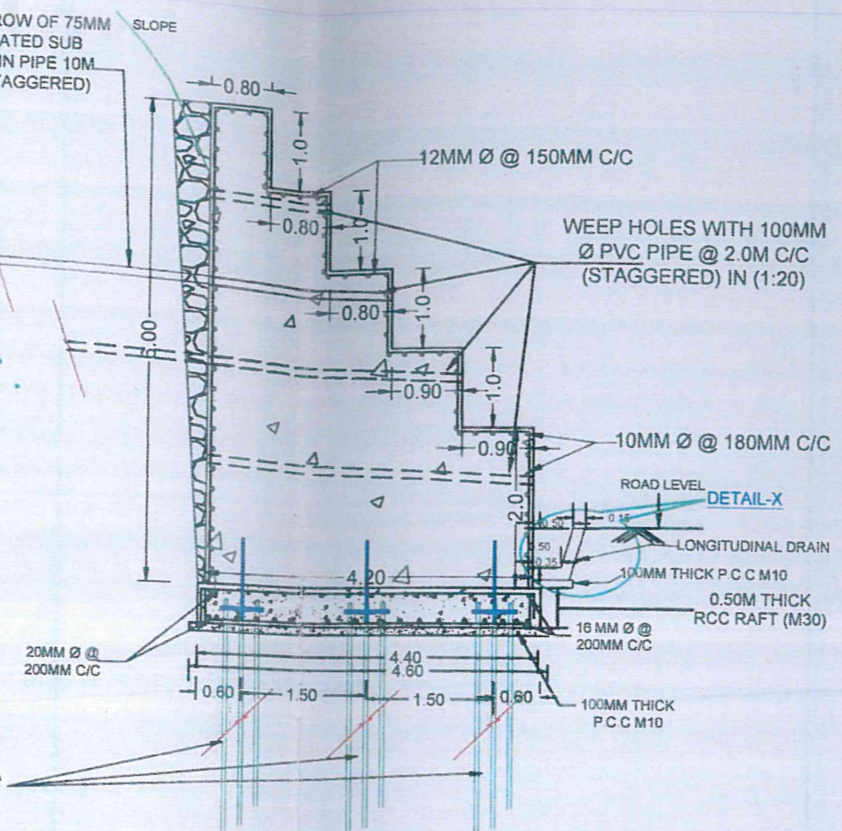 ROW OF 75MM
SLOPE
ATED SUB
IN PIPE 10M
TAGGERED)
0.80
1.0
12MM Ø @ 150MM C/C
0.80
1.0
WEEP HOLES WITH 100MM
Ø PVC PIPE @ 2.0M C/C
(STAGGERED) IN (1:20)
0.80
1.0
6.00
0.90
1.0
0.90
10MM Ø @ 180MM C/C
2.0
ROAD LEVEL
DETAIL-X
0.50
0.15
LONGITUDINAL DRAIN
.50
0.35
100MM THICK P.C.C M10
4.20
0.50M THICK
RCC RAFT (M30)
16 MM Ø @
200MM C/C
20MM Ø @
200MM C/C
4.40
4.60
0.60
1.50
1.50
0.60
100MM THICK
P.C.C M10